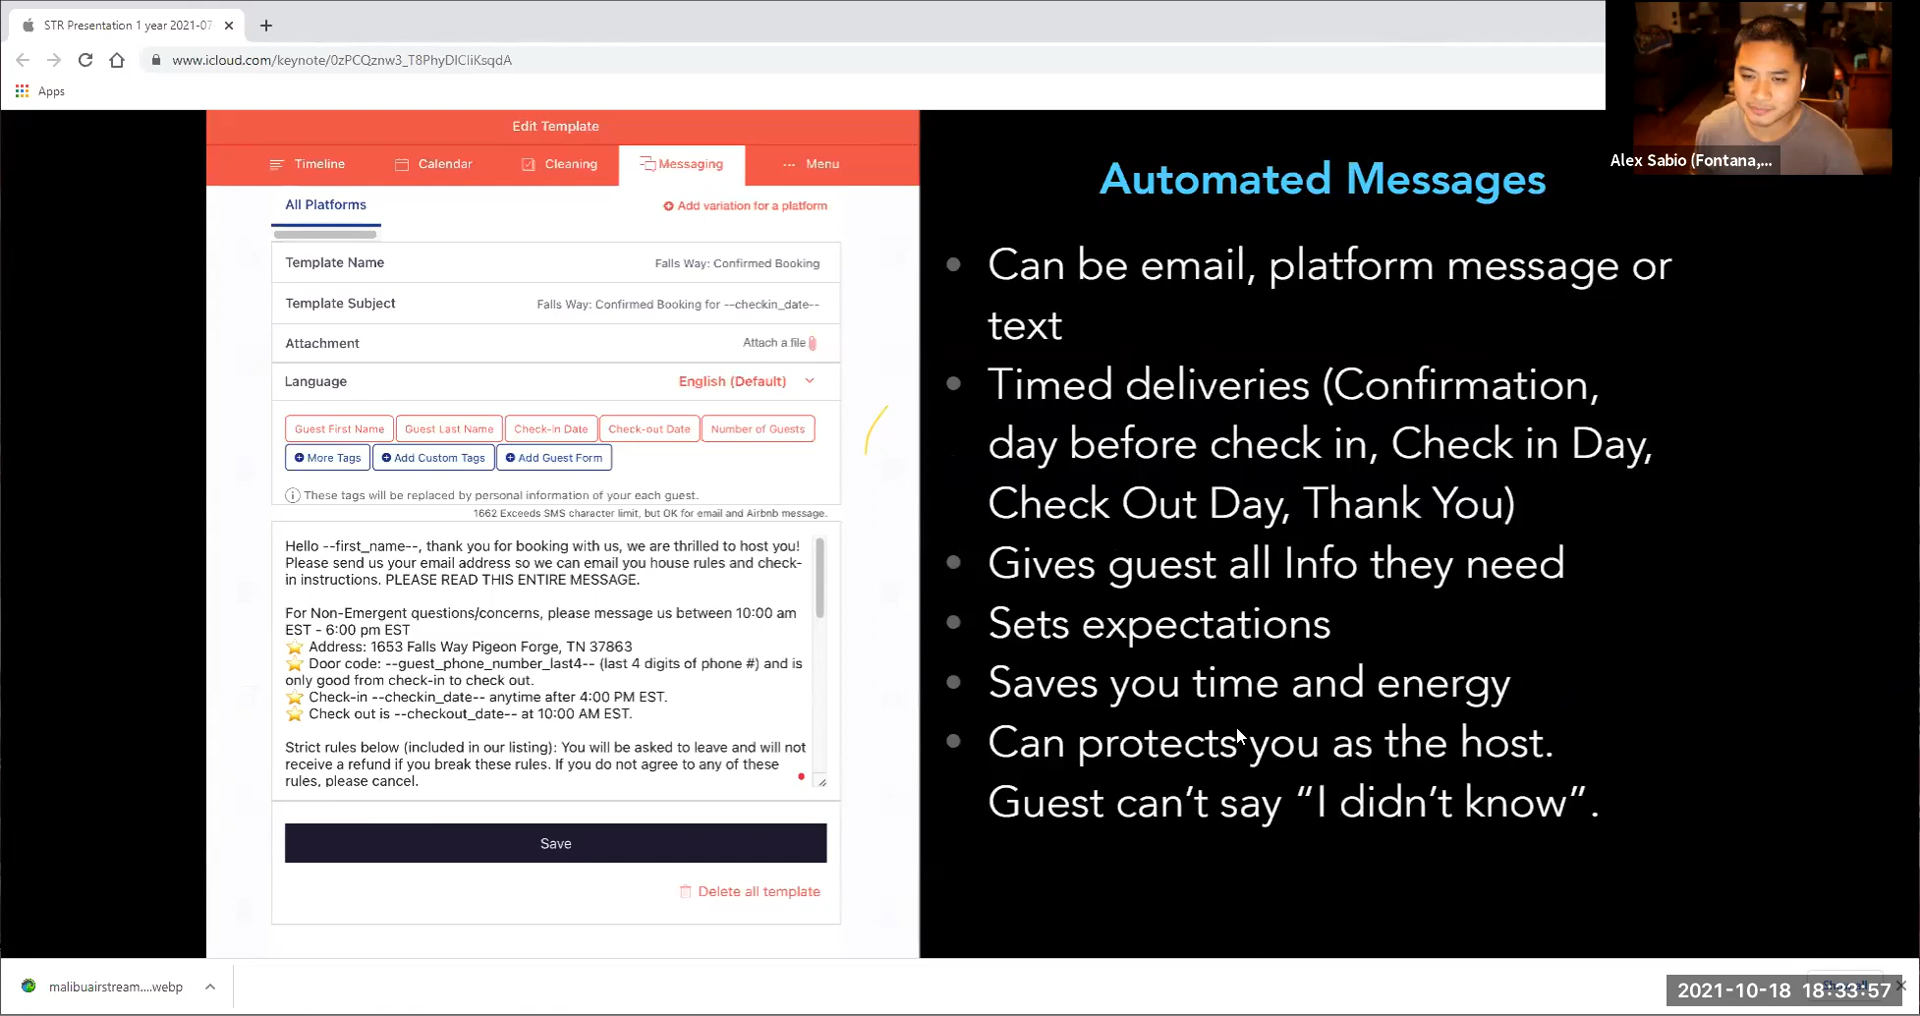 STR Presentation 1 year 2021-07
www.icloud.com/keynote/0zPCQznw3_T8PhyDICIiKsqdA
Apps
Alex Sabio (Fontana,...
Edit Template
Timeline
Calendar
Cleaning
Messaging
Menu
All Platforms
Add variation for a platform
Template Name
Falls Way: Confirmed Booking
Template Subject
Falls Way: Confirmed Booking for --checkin_date--
Attachment
Attach a file
Language
English (Default)
Guest First Name
Guest Last Name
Check-in Date
Check-out Date
Number of Guests
More Tags
Add Custom Tags
Add Guest Form
These tags will be replaced by personal information of your each guest.
1662 Exceeds SMS character limit, but OK for email and Airbnb message.
Hello --first_name--, thank you for booking with us, we are thrilled to host you!
Please send us your email address so we can email you house rules and check-
in instructions. PLEASE READ THIS ENTIRE MESSAGE.
For Non-Emergent questions/concerns, please message us between 10:00 am
EST - 6:00 pm EST
⭐ Address: 1653 Falls Way Pigeon Forge, TN 37863
⭐ Door code: --guest_phone_number_last4-- (last 4 digits of phone #) and is
only good from check-in to check out.
⭐ Check-in --checkin_date-- anytime after 4:00 PM EST.
⭐ Check out is --checkout_date-- at 10:00 AM EST.
Strict rules below (included in our listing): You will be asked to leave and will not
receive a refund if you break these rules. If you do not agree to any of these
rules, please cancel.
Save
Delete all template
Automated Messages
• Can be email, platform message or
text
• Timed deliveries (Confirmation,
day before check in, Check in Day,
Check Out Day, Thank You)
• Gives guest all Info they need
• Sets expectations
• Saves you time and energy
• Can protects you as the host.
Guest can't say “I didn't know”.
malibuairstream....webp
2021-10-18 18:33:57